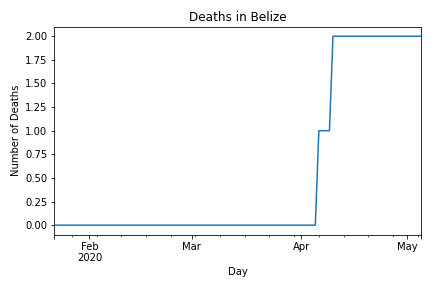 Deaths in Belize
Number of Deaths
2.00
1.75
1.50
1.25
1.00
0.75
0.50
0.25
0.00
Feb
2020
Mar
Apr
May
Day